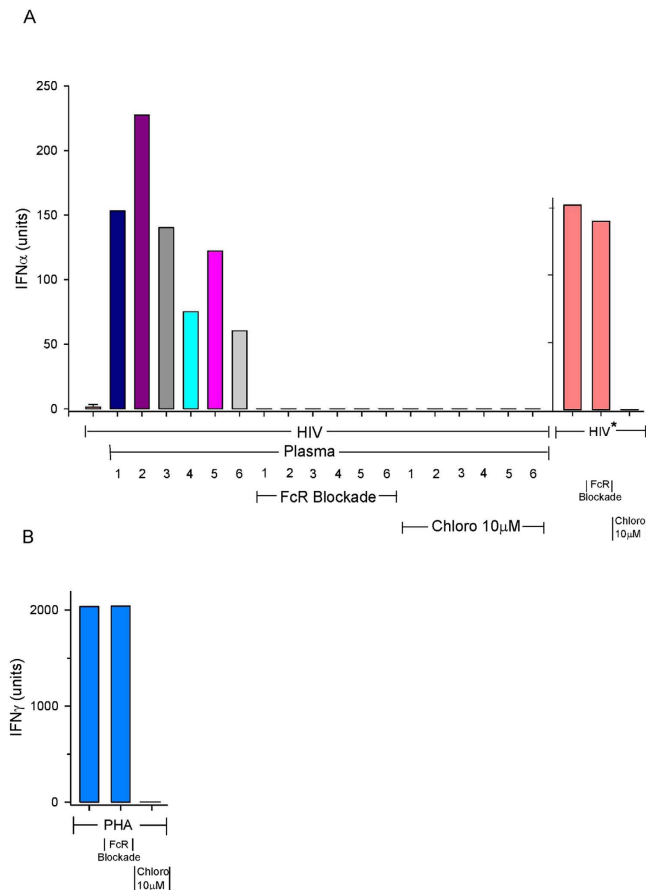 A
250
200
150
100
50
0
IFNα (units)
HIV
HIV*
Plasma
1 2 3 4 5 6 1 2 3 4 5 6 1 2 3 4 5 6
FcR Blockade
Chloro 10µM
FcR
Blockade
Chloro
10µM
B
2000
1000
0
IFNγ (units)
PHA
FcR
Blockade
Chloro
10µM